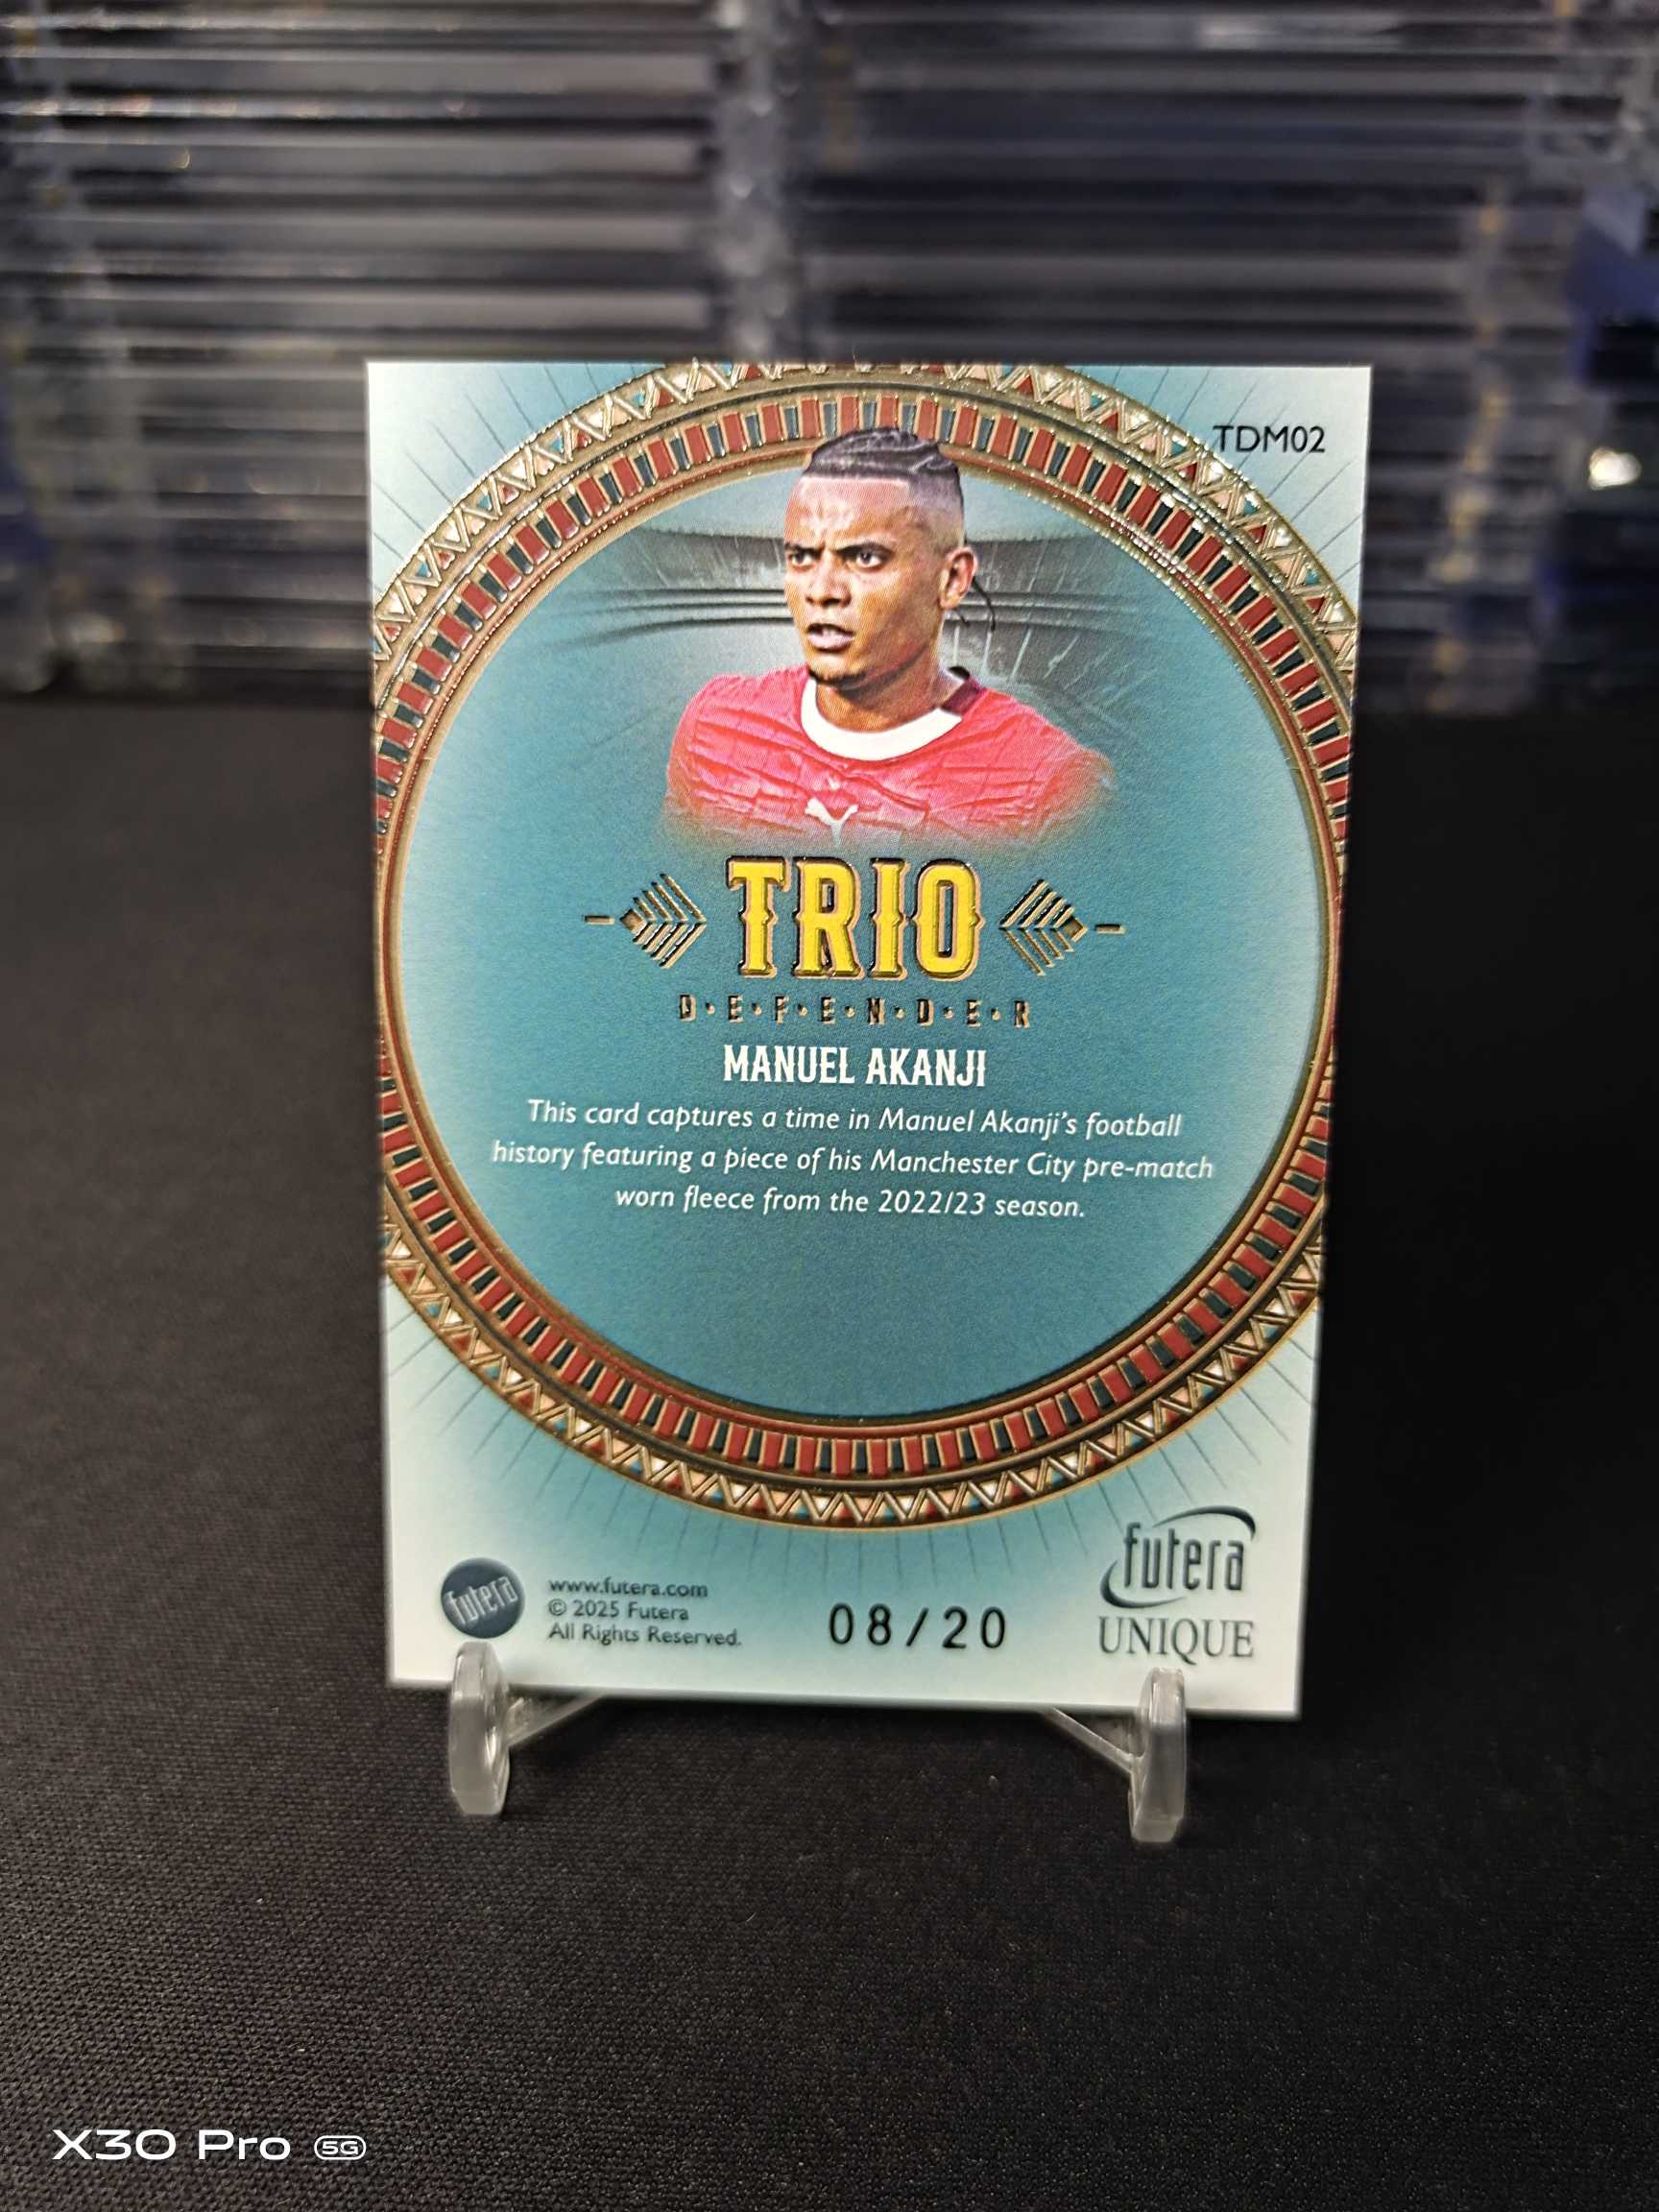 TDM02
TRIO
D·E·F·E·N·D·E·R
MANUEL AKANJI
This card captures a time in Manuel Akanji's football
history featuring a piece of his Manchester City pre-match
worn fleece from the 2022/23 season.
futera
www.futera.com
© 2025 Futera
All Rights Reserved.
08/20
futera
UNIQUE
X30 Pro 5G